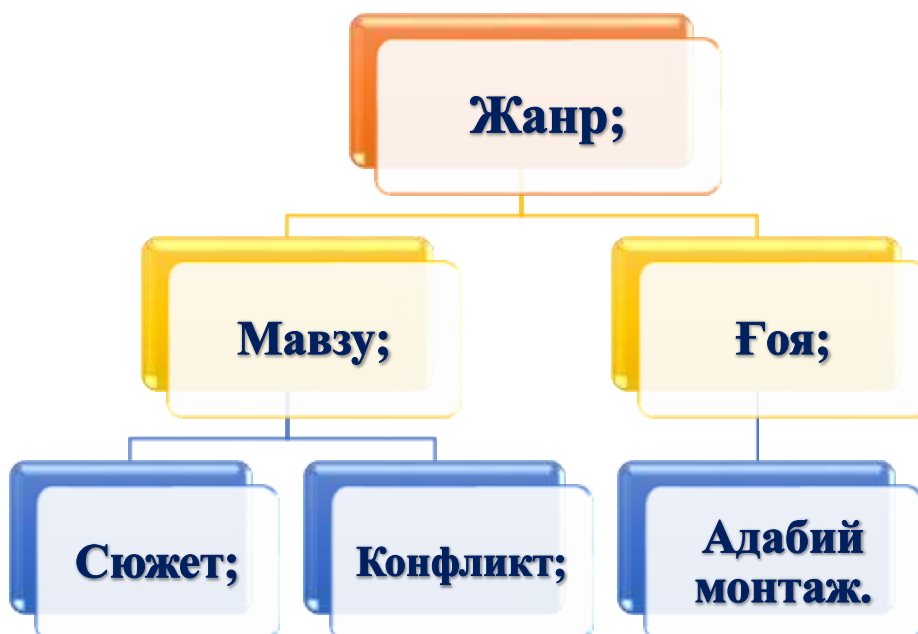 Жанр;
Мавзу;
Ғоя;
Сюжет;
Конфликт;
Адабий
монтаж.